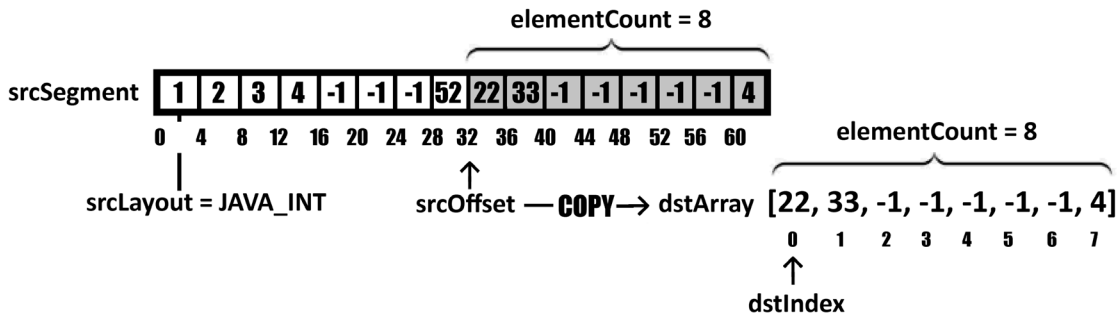 elementCount = 8
srcSegment 1 2 3 4 -1 -1 -1 52 22 33 -1 -1 -1 -1 -1 4
0 4 8 12 16 20 24 28 32 36 40 44 48 52 56 60
elementCount = 8
srcLayout = JAVA_INT srcOffset COPY dstArray [22, 33, -1, -1, -1, -1, -1, 4]
0 1 2 3 4 5 6 7
dstIndex